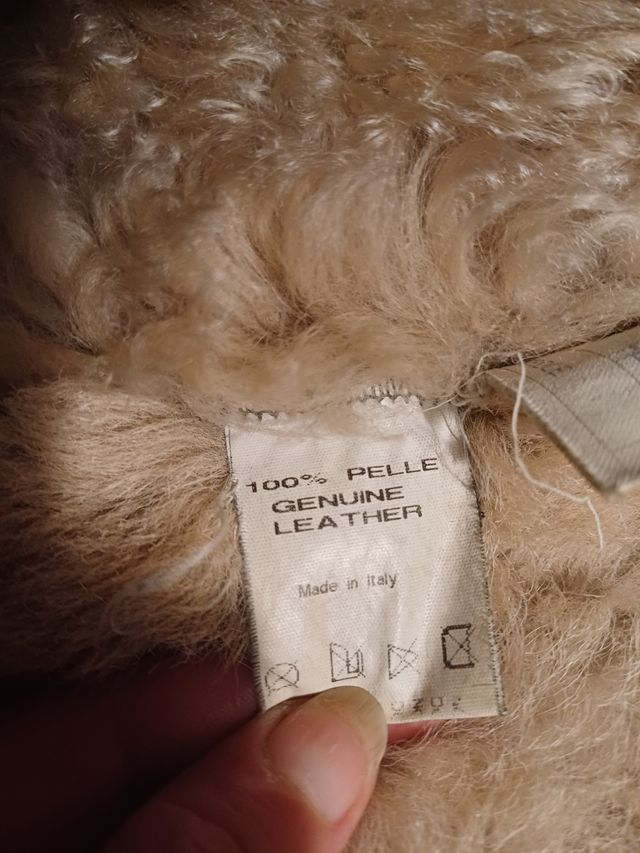 100% PELLE
GENUINE
LEATHER
Made in Italy